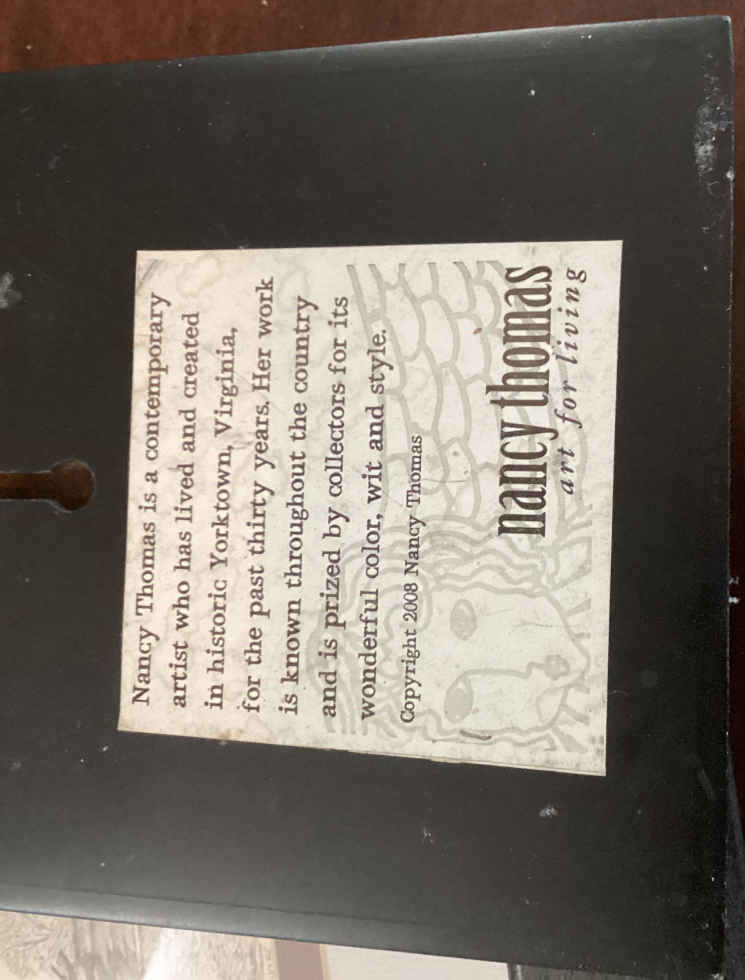 Nancy Thomas is a contemporary
artist who has lived and created
in historic Yorktown, Virginia,
for the past thirty years. Her work
is known throughout the country
and is prized by collectors for its
wonderful color, wit and style.
Copyright 2008 Nancy Thomas
nancy thomas
art for living